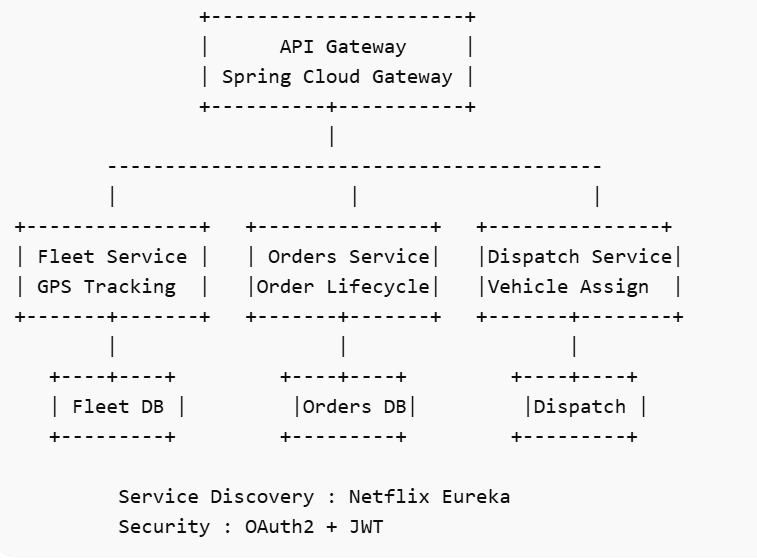 +-----------------------+
|      API Gateway     |
| Spring Cloud Gateway |
+-----------+-----------+
|
-------------------------------------------
|                    |                    |
+---------------+   +---------------+   +---------------+
| Fleet Service |   | Orders Service|   |Dispatch Service|
| GPS Tracking  |   |Order Lifecycle|   |Vehicle Assign  |
+-------+-------+   +-------+-------+   +-------+--------+
|                   |                   |
+----+----+         +----+----+         +----+----+
| Fleet DB |         |Orders DB|         |Dispatch |
+---------+         +---------+         +---------+
Service Discovery : Netflix Eureka
Security : OAuth2 + JWT